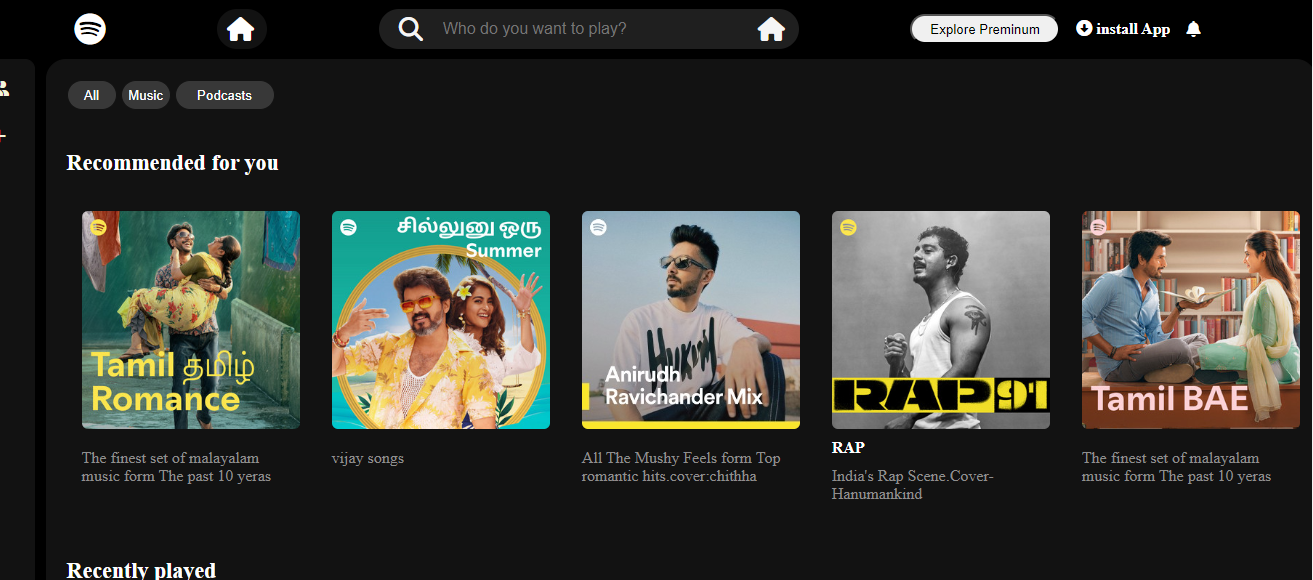 Who do you want to play?
Explore Preminum
install App
All
Music
Podcasts
Recommended for you
Tamil தமிழ்
Romance
சில்லுனு ஒரு
Summer
HUKUM
Anirudh
Ravichander Mix
RAP91
Tamil BAE
The finest set of malayalam
music form The past 10 yeras
vijay songs
All The Mushy Feels form Top
romantic hits.cover:chithha
RAP
India's Rap Scene.Cover-
Hanumankind
The finest set of malayalam
music form The past 10 yeras
Recently played